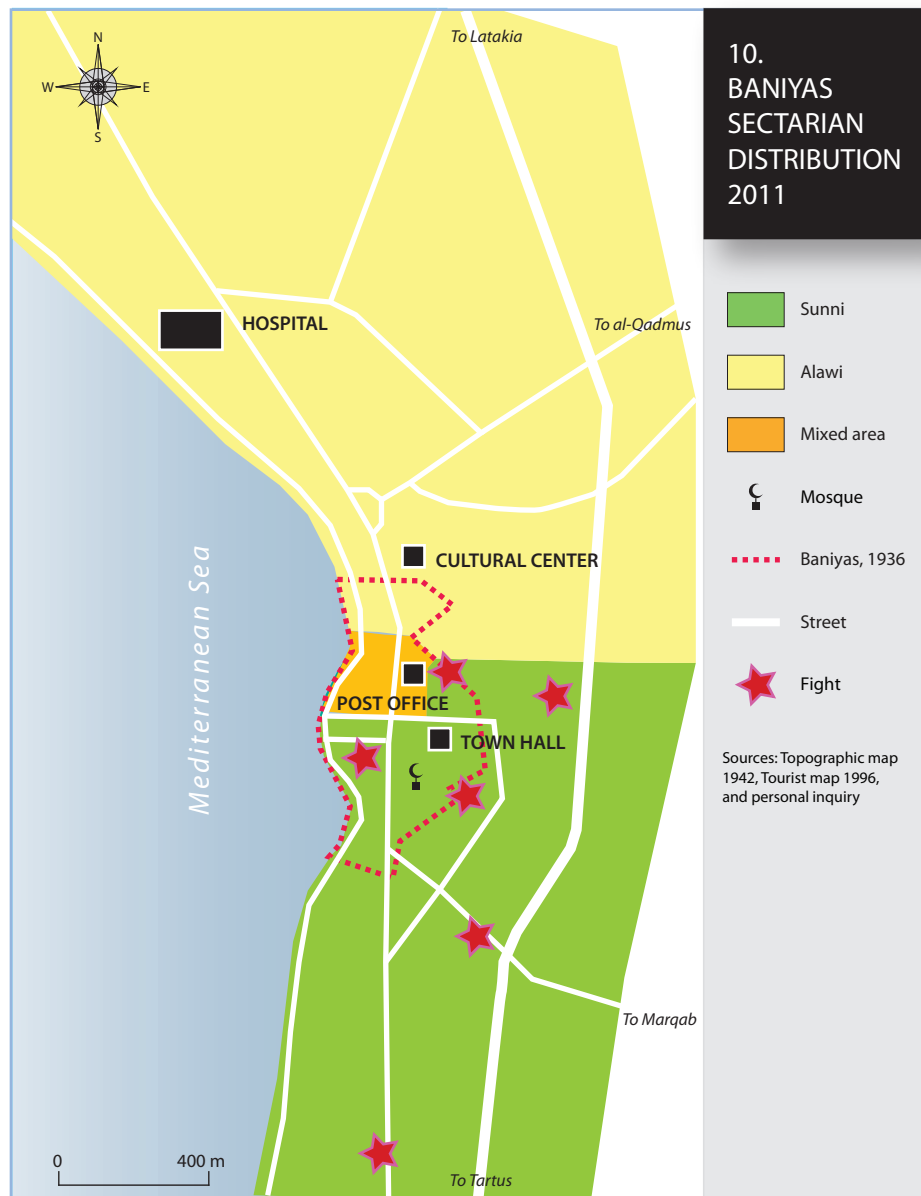 10.
BANIYAS
SECTARIAN
DISTRIBUTION
2011
To Latakia
N
W
E
S
Sunni
HOSPITAL
To al-Qadmus
Alawi
Mixed area
Mosque
CULTURAL CENTER
Baniyas, 1936
Mediterranean Sea
Street
Fight
POST OFFICE
TOWN HALL
Sources: Topographic map
1942, Tourist map 1996,
and personal inquiry
To Marqab
0
400 m
To Tartus